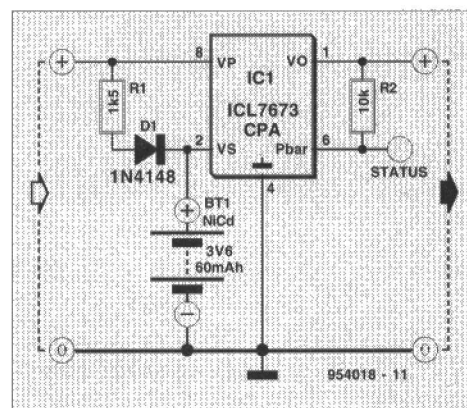 +
8
VP
IC1
VO
1
+
R1
1k5
ICL7673
CPA
10k
R2
D1
2
VS
Pbar
6
1N4148
STATUS
4
+
BT1
NiCd
3V6
60mAh
−
0
0
954018 - 11